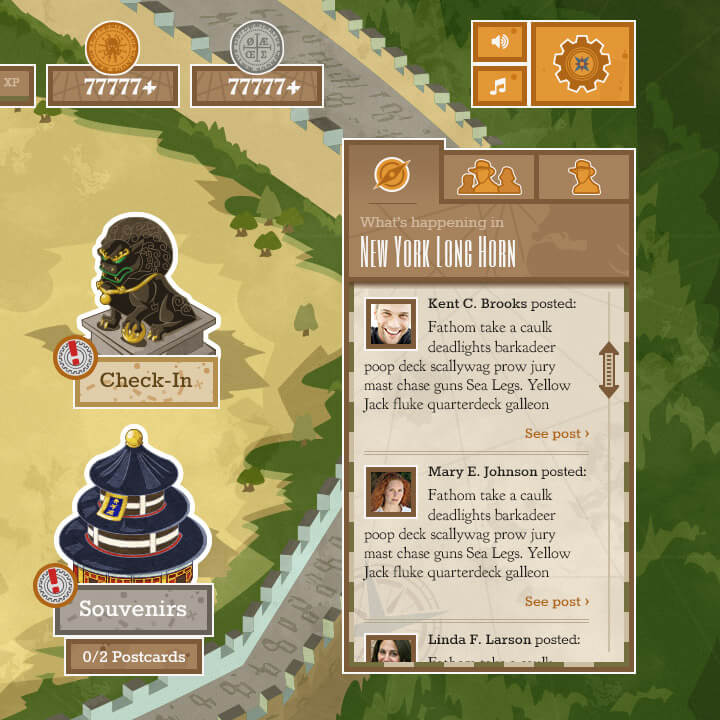 XP
77777+
77777+
What's happening in
New York Long Horn
Kent C. Brooks posted:
Fathom take a caulk
deadlights barkadeer
poop deck scallywag prow jury
mast chase guns Sea Legs. Yellow
Jack fluke quarterdeck galleon
See post ›
Mary E. Johnson posted:
Fathom take a caulk
deadlights barkadeer
poop deck scallywag prow jury
mast chase guns Sea Legs. Yellow
Jack fluke quarterdeck galleon
See post ›
Linda F. Larson posted:
Fathom take a caulk
Check-In
Souvenirs
0/2 Postcards